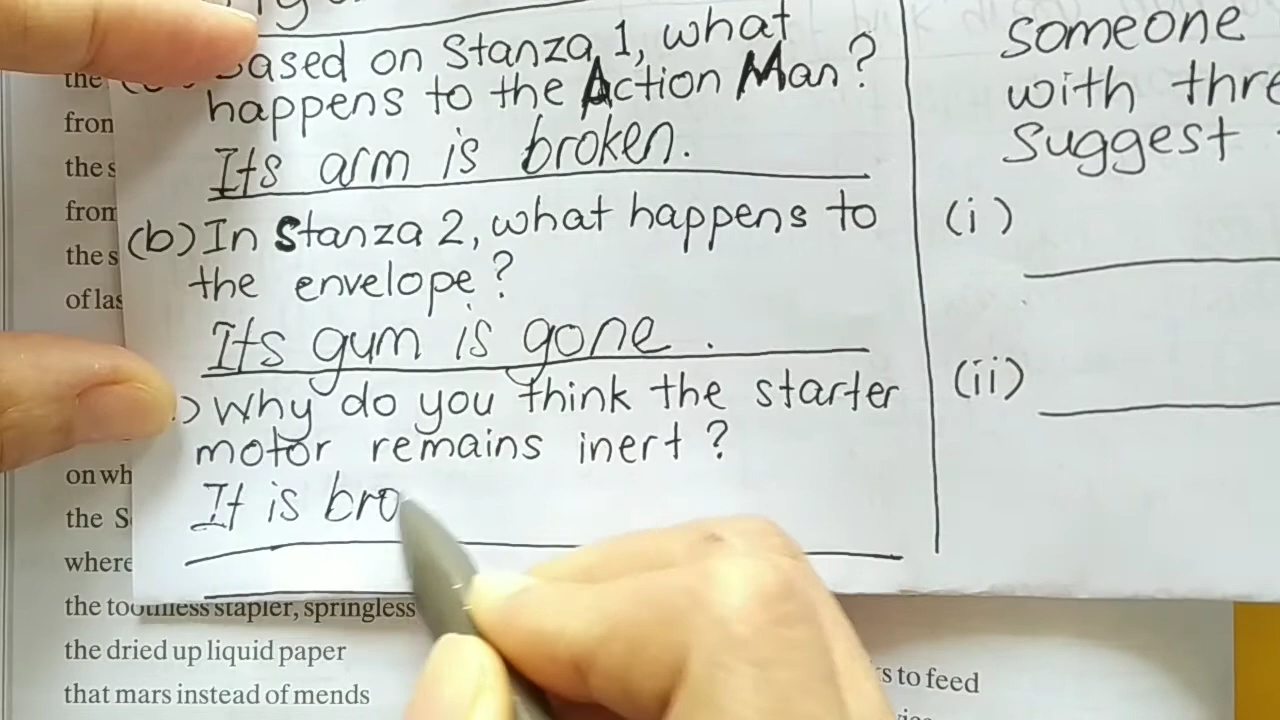 ased on Stanza 1, what
happens to the Action Man?
Its arm is broken.
(b) In Stanza 2, what happens to
the envelope?
Its gum is gone.
.) Why do you think the starter
motor remains inert?
It is bro
someone
with thre
suggest
(i)
(ii)
the
from
the s
from
the s
of las
on wh
the S
where
the toothless stapler, springless
the dried up liquid paper
that mars instead of mends
s to feed